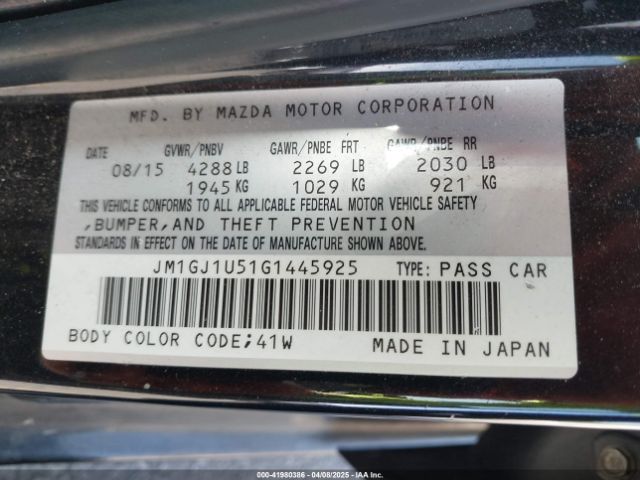 MFD. BY MAZDA MOTOR CORPORATION
DATE GVWR/PNBV GAWR/PNBE FRT GAWR/PNBE RR
08/15 4288 LB 2269 LB 2030 LB
1945 KG 1029 KG 921 KG
THIS VEHICLE CONFORMS TO ALL APPLICABLE FEDERAL MOTOR VEHICLE SAFETY
,BUMPER,AND THEFT PREVENTION
STANDARDS IN EFFECT ON THE DATE OF MANUFACTURE SHOWN ABOVE.
JM1GJ1U51G1445925 TYPE: PASS CAR
BODY COLOR CODE;41W MADE IN JAPAN
000-41980386 - 04/08/2025 - IAAI.com